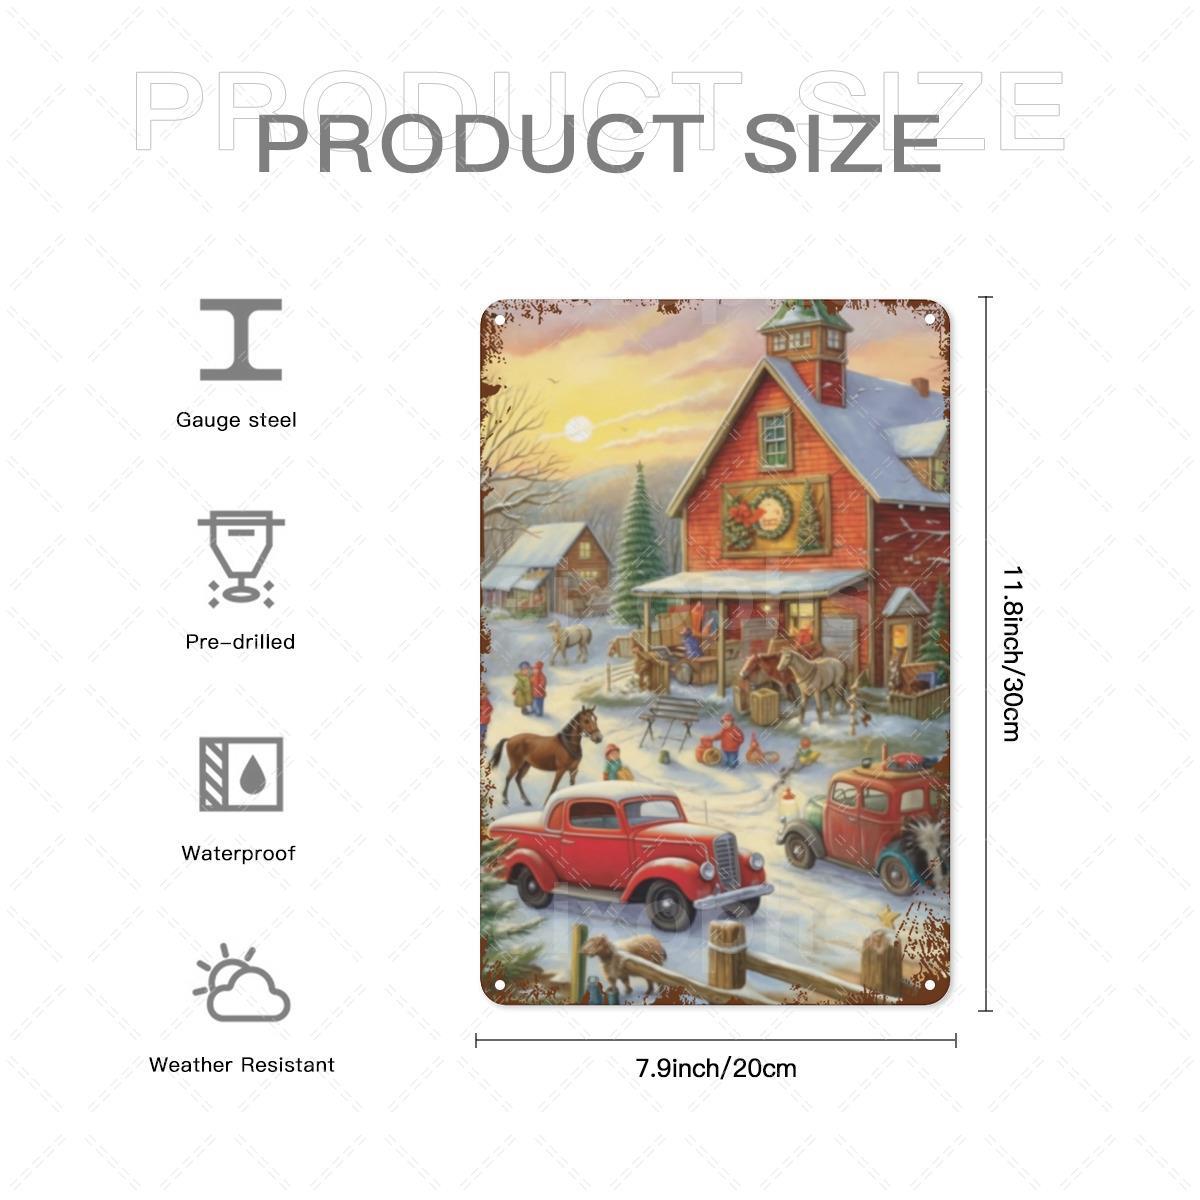 PRODUCT SIZE
PRODUCT SIZE
Gauge steel
Pre-drilled
Waterproof
Weather Resistant
11.8inch/30cm
7.9inch/20cm